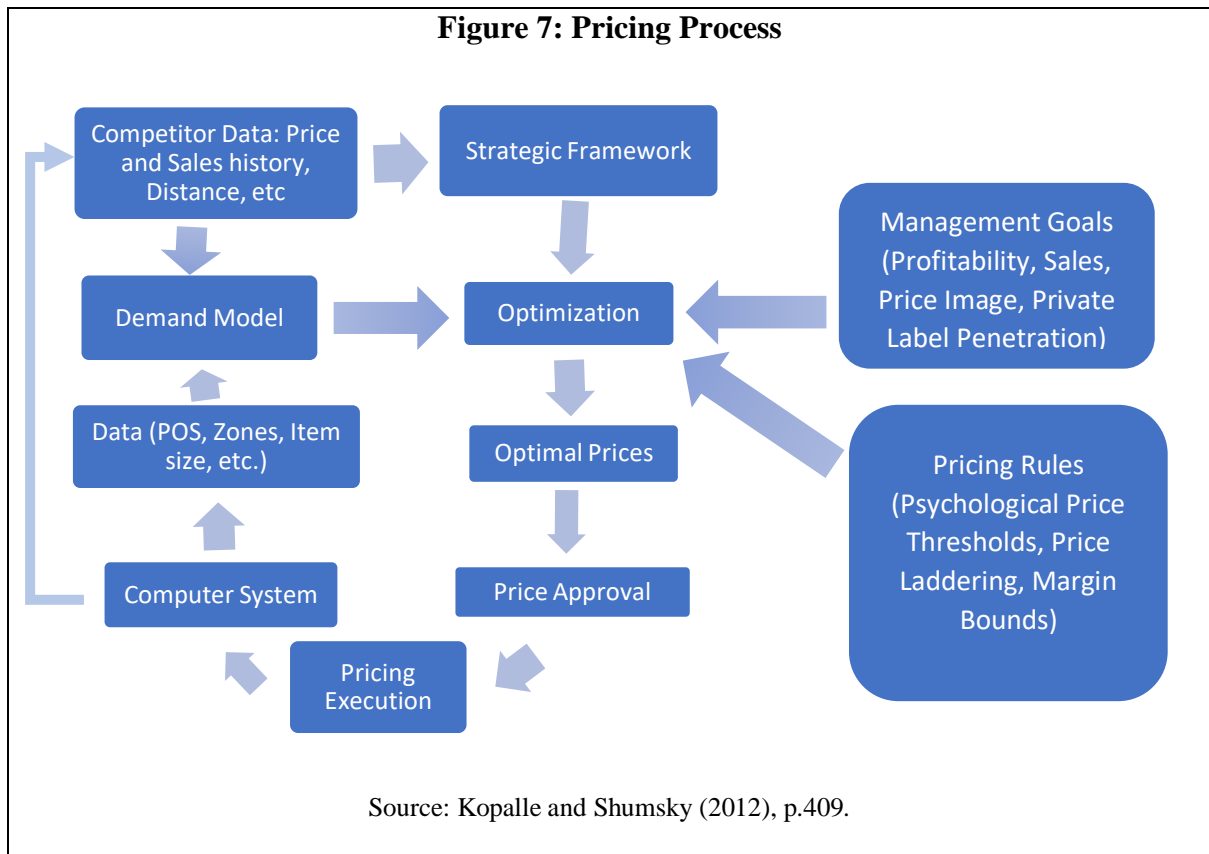 Figure 7: Pricing Process
Competitor Data: Price
and Sales history,
Distance, etc
Strategic Framework
Management Goals
(Profitability, Sales,
Price Image, Private
Label Penetration)
Demand Model
Optimization
Data (POS, Zones, Item
size, etc.)
Optimal Prices
Pricing Rules
(Psychological Price
Thresholds, Price
Laddering, Margin
Bounds)
Computer System
Price Approval
Pricing
Execution
Source: Kopalle and Shumsky (2012), p.409.